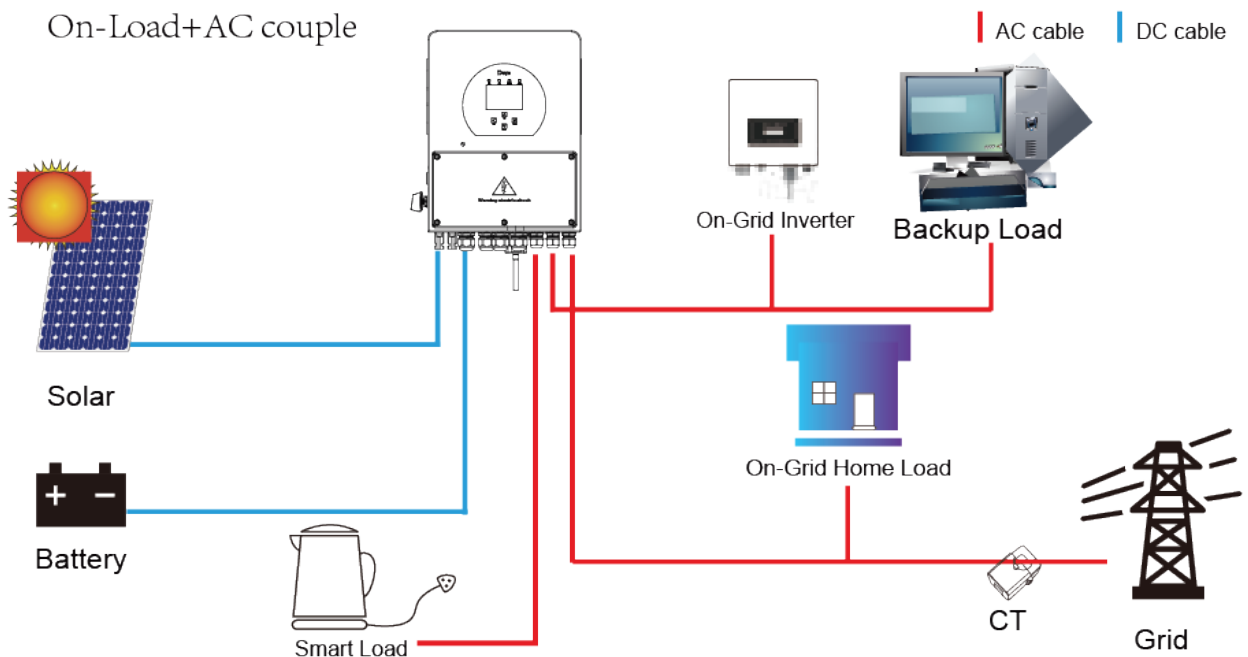 On-Load+AC couple
AC cable
DC cable
Deye
On-Grid Inverter
Backup Load
Solar
On-Grid Home Load
Battery
Smart Load
CT
Grid